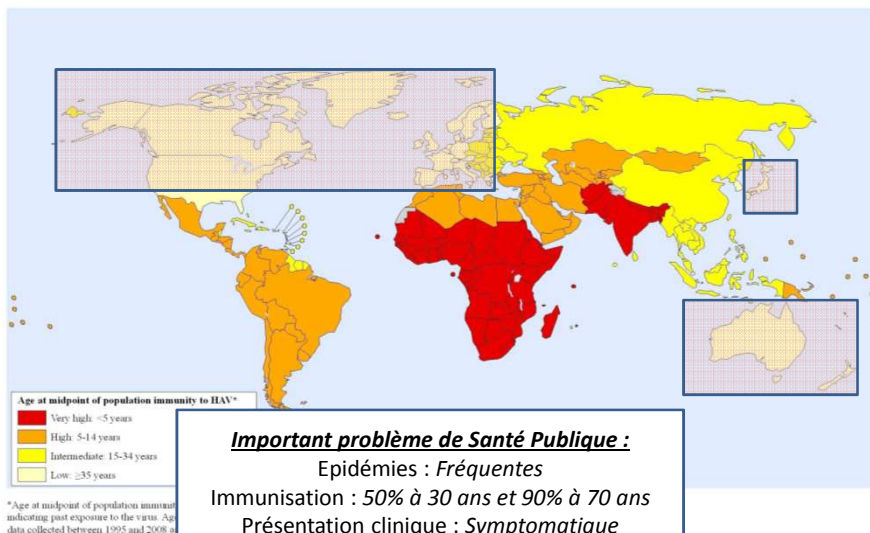 Age at midpoint of population immunity to HAV*
Very high: <5 years
High: 5-14 years
Intermediate: 15-34 years
Low: ≥35 years
*Age at midpoint of population immunit
indicating past exposure to the virus. Age
data collected between 1995 and 2008 a
Important problème de Santé Publique :
Epidémies : Fréquentes
Immunisation : 50% à 30 ans et 90% à 70 ans
Présentation clinique : Symptomatique